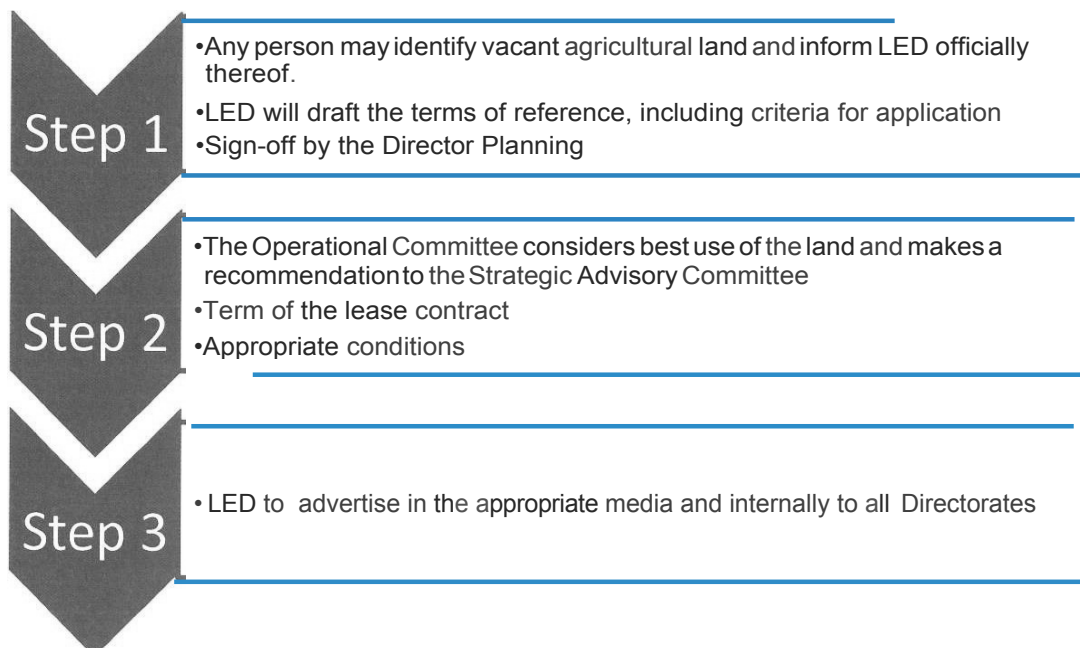 Step 1
•Any person may identify vacant agricultural land and inform LED officially
thereof.
•LED will draft the terms of reference, including criteria for application
•Sign-off by the Director Planning
Step 2
•The Operational Committee considers best use of the land and makes a
recommendation to the Strategic Advisory Committee
•Term of the lease contract
•Appropriate conditions
Step 3
• LED to advertise in the appropriate media and internally to all Directorates